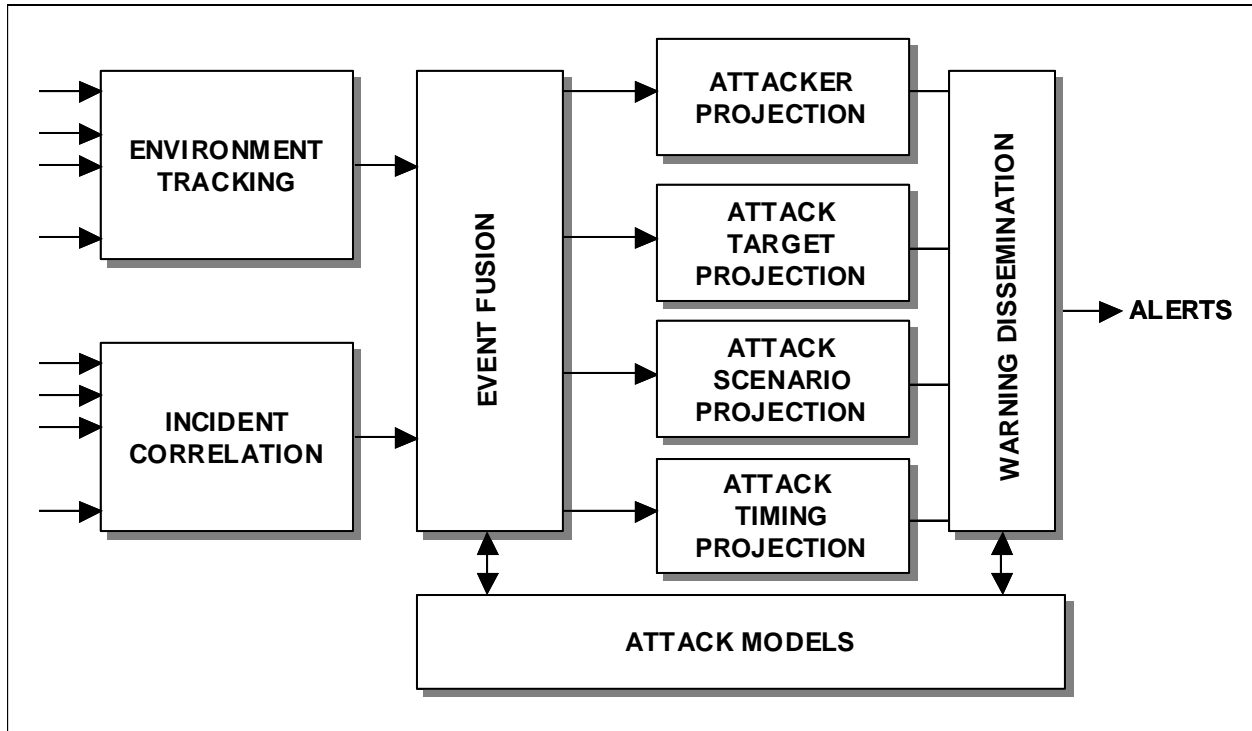 ENVIRONMENT
TRACKING
INCIDENT
CORRELATION
EVENT FUSION
ATTACKER
PROJECTION
ATTACK
TARGET
PROJECTION
ATTACK
SCENARIO
PROJECTION
ATTACK
TIMING
PROJECTION
WARNING DISSEMINATION
ALERTS
ATTACK MODELS